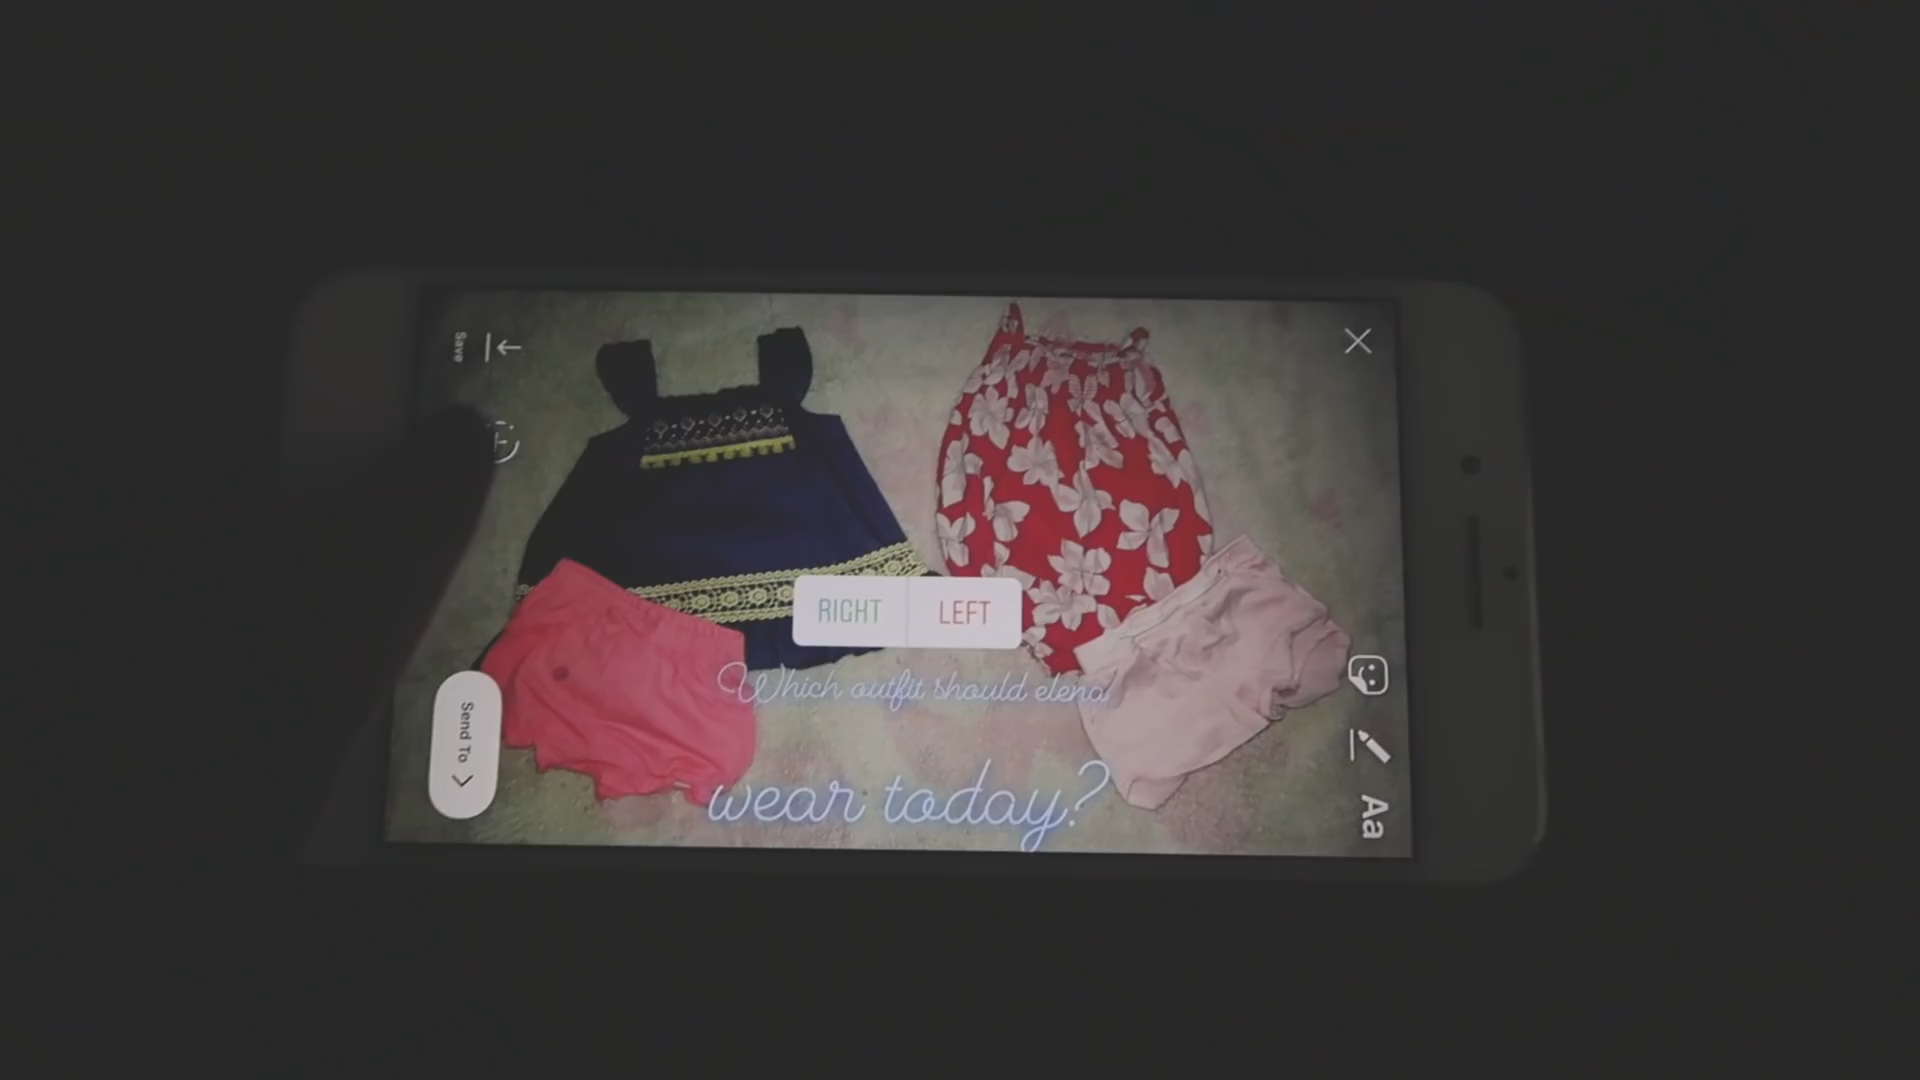 Save
RIGHT LEFT
Which outfit should elena
wear today?
Send To
Aa